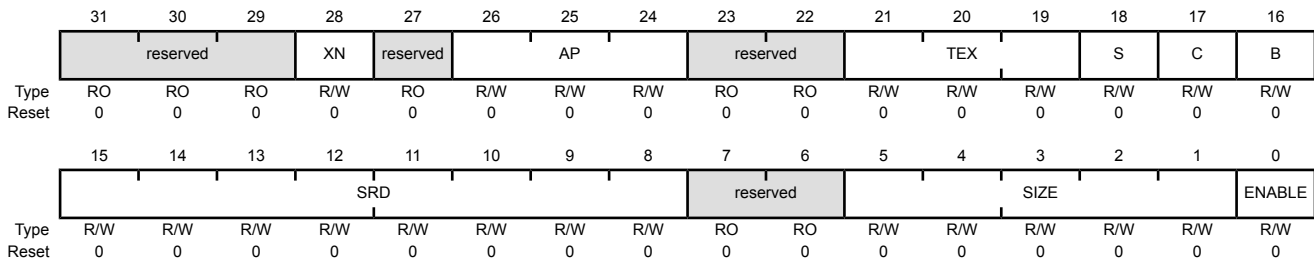 31 30 29 28 27 26 25 24 23 22 21 20 19 18 17 16
reserved XN reserved AP reserved TEX S C B
Type RO RO RO R/W RO R/W R/W R/W RO RO R/W R/W R/W R/W R/W R/W
Reset 0 0 0 0 0 0 0 0 0 0 0 0 0 0 0 0
15 14 13 12 11 10 9 8 7 6 5 4 3 2 1 0
SRD reserved SIZE ENABLE
Type R/W R/W R/W R/W R/W R/W R/W R/W RO RO R/W R/W R/W R/W R/W R/W
Reset 0 0 0 0 0 0 0 0 0 0 0 0 0 0 0 0